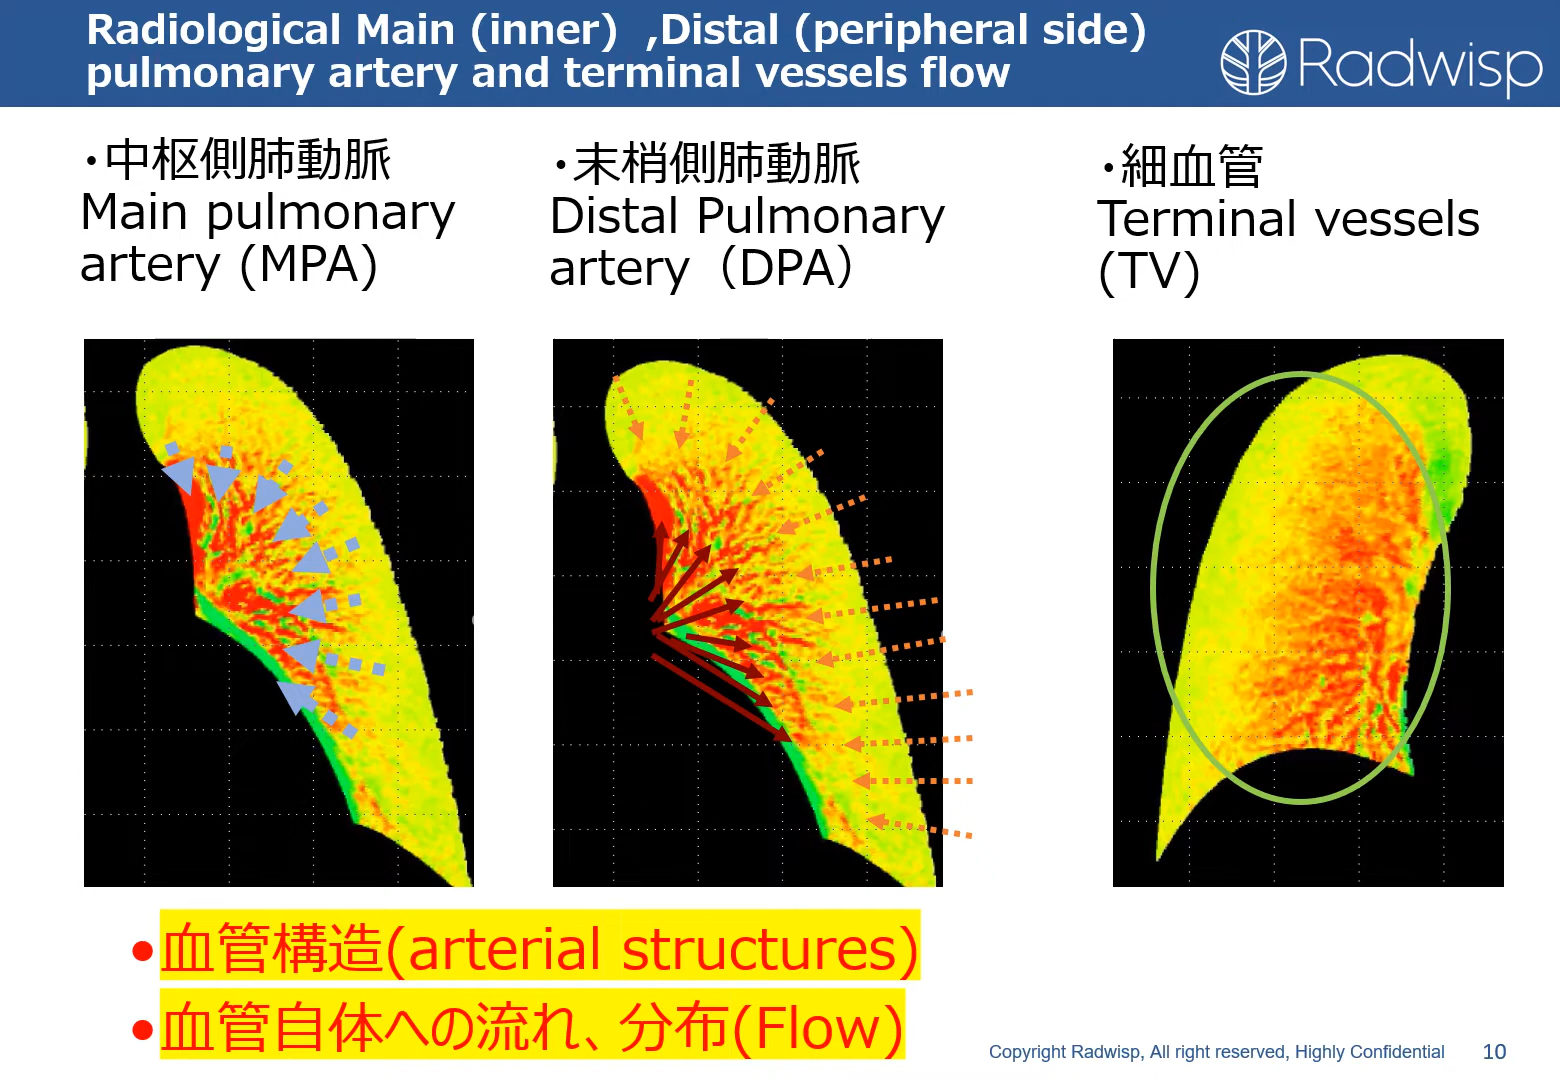 Radiological Main (inner) ,Distal (peripheral side)
pulmonary artery and terminal vessels flow
Radwisp
・中枢側肺動脈
Main pulmonary
artery (MPA)
・末梢側肺動脈
Distal Pulmonary
artery（DPA）
・細血管
Terminal vessels
(TV)
•血管構造(arterial structures)
•血管自体への流れ、分布(Flow)
Copyright Radwisp, All right reserved, Highly Confidential 10